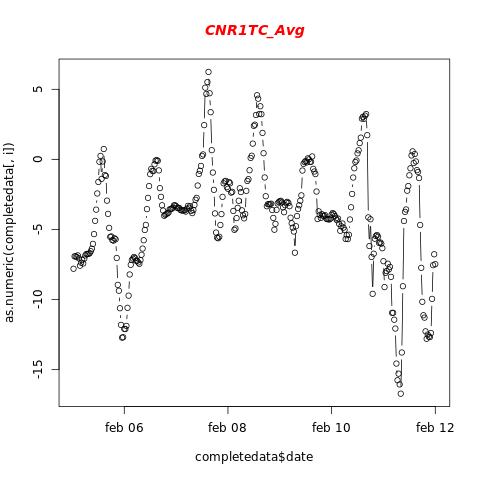 CNR1TC_Avg
as.numeric(completedata[, i])
5
0
-5
-10
-15
feb 06
feb 08
feb 10
feb 12
completedata$date